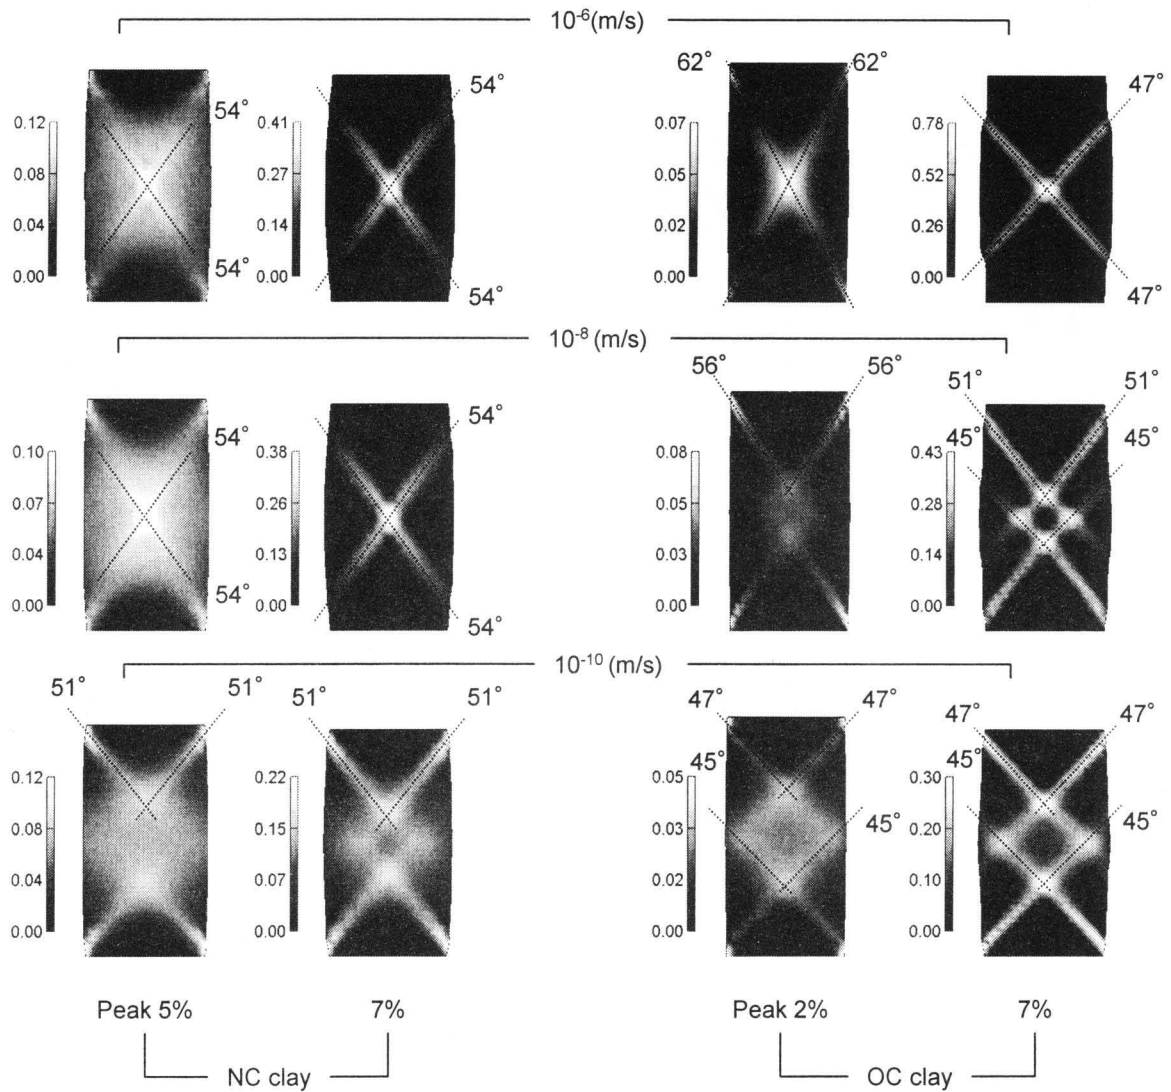 10⁻⁶(m/s)
62° 62°
54° 54° 47°
0.12 0.41 0.07 0.78
0.08 0.27 0.05 0.52
0.04 0.14 0.02 0.26
0.00 0.00 0.00 0.00
54° 54° 47°
10⁻⁸ (m/s)
56° 56° 51° 51°
54° 54° 45° 45°
0.10 0.38 0.08 0.43
0.07 0.26 0.05 0.28
0.04 0.13 0.03 0.14
0.00 0.00 0.00 0.00
54° 54°
10⁻¹⁰ (m/s)
51° 51° 51° 51° 47° 47° 47° 47°
45° 45°
0.12 0.22 0.05 0.30
0.08 0.15 0.03 0.20
45° 45°
0.04 0.07 0.02 0.10
0.00 0.00 0.00 0.00
Peak 5% 7% Peak 2% 7%
NC clay OC clay